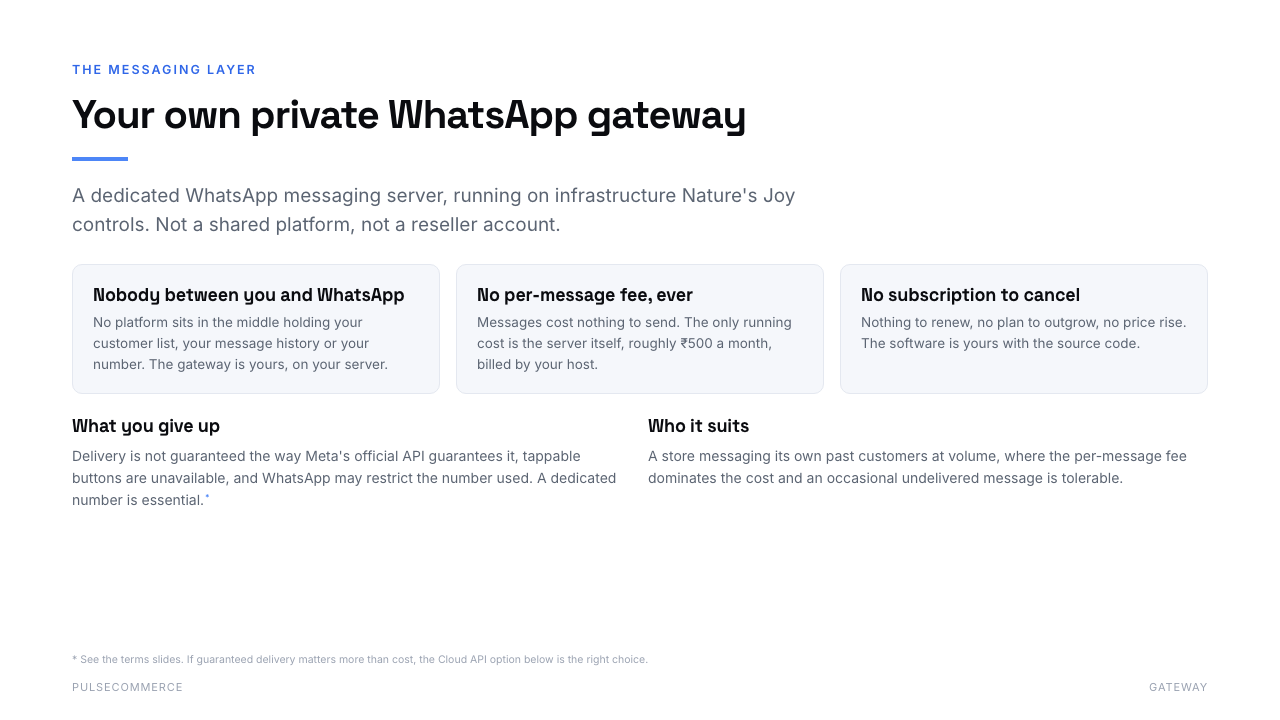 THE MESSAGING LAYER
Your own private WhatsApp gateway
A dedicated WhatsApp messaging server, running on infrastructure Nature's Joy
controls. Not a shared platform, not a reseller account.
Nobody between you and WhatsApp
No platform sits in the middle holding your
customer list, your message history or your
number. The gateway is yours, on your server.
No per-message fee, ever
Messages cost nothing to send. The only running
cost is the server itself, roughly ₹500 a month,
billed by your host.
No subscription to cancel
Nothing to renew, no plan to outgrow, no price rise.
The software is yours with the source code.
What you give up
Delivery is not guaranteed the way Meta's official API guarantees it, tappable
buttons are unavailable, and WhatsApp may restrict the number used. A dedicated
number is essential.*
Who it suits
A store messaging its own past customers at volume, where the per-message fee
dominates the cost and an occasional undelivered message is tolerable.
* See the terms slides. If guaranteed delivery matters more than cost, the Cloud API option below is the right choice.
PULSECOMMERCE
GATEWAY